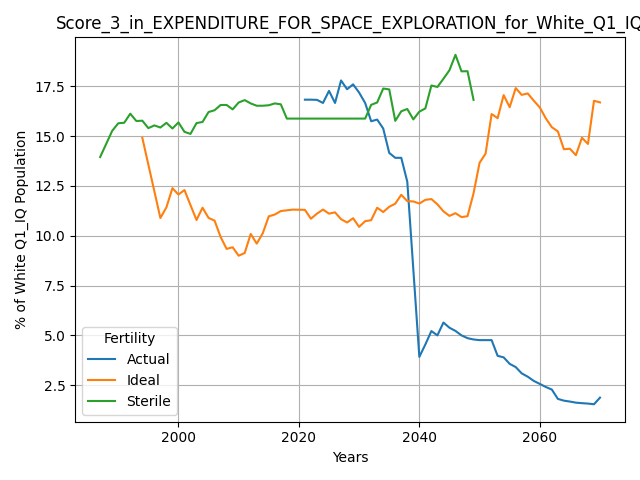 Score_3_in_EXPENDITURE_FOR_SPACE_EXPLORATION_for_White_Q1_IQ
17.5
15.0
12.5
10.0
7.5
5.0
2.5
% of White Q1_IQ Population
Fertility
Actual
Ideal
Sterile
2000
2020
2040
2060
Years